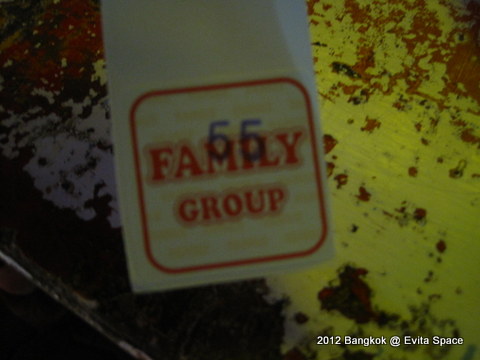 55
FAMILY
GROUP
2012 Bangkok @ Evita Space